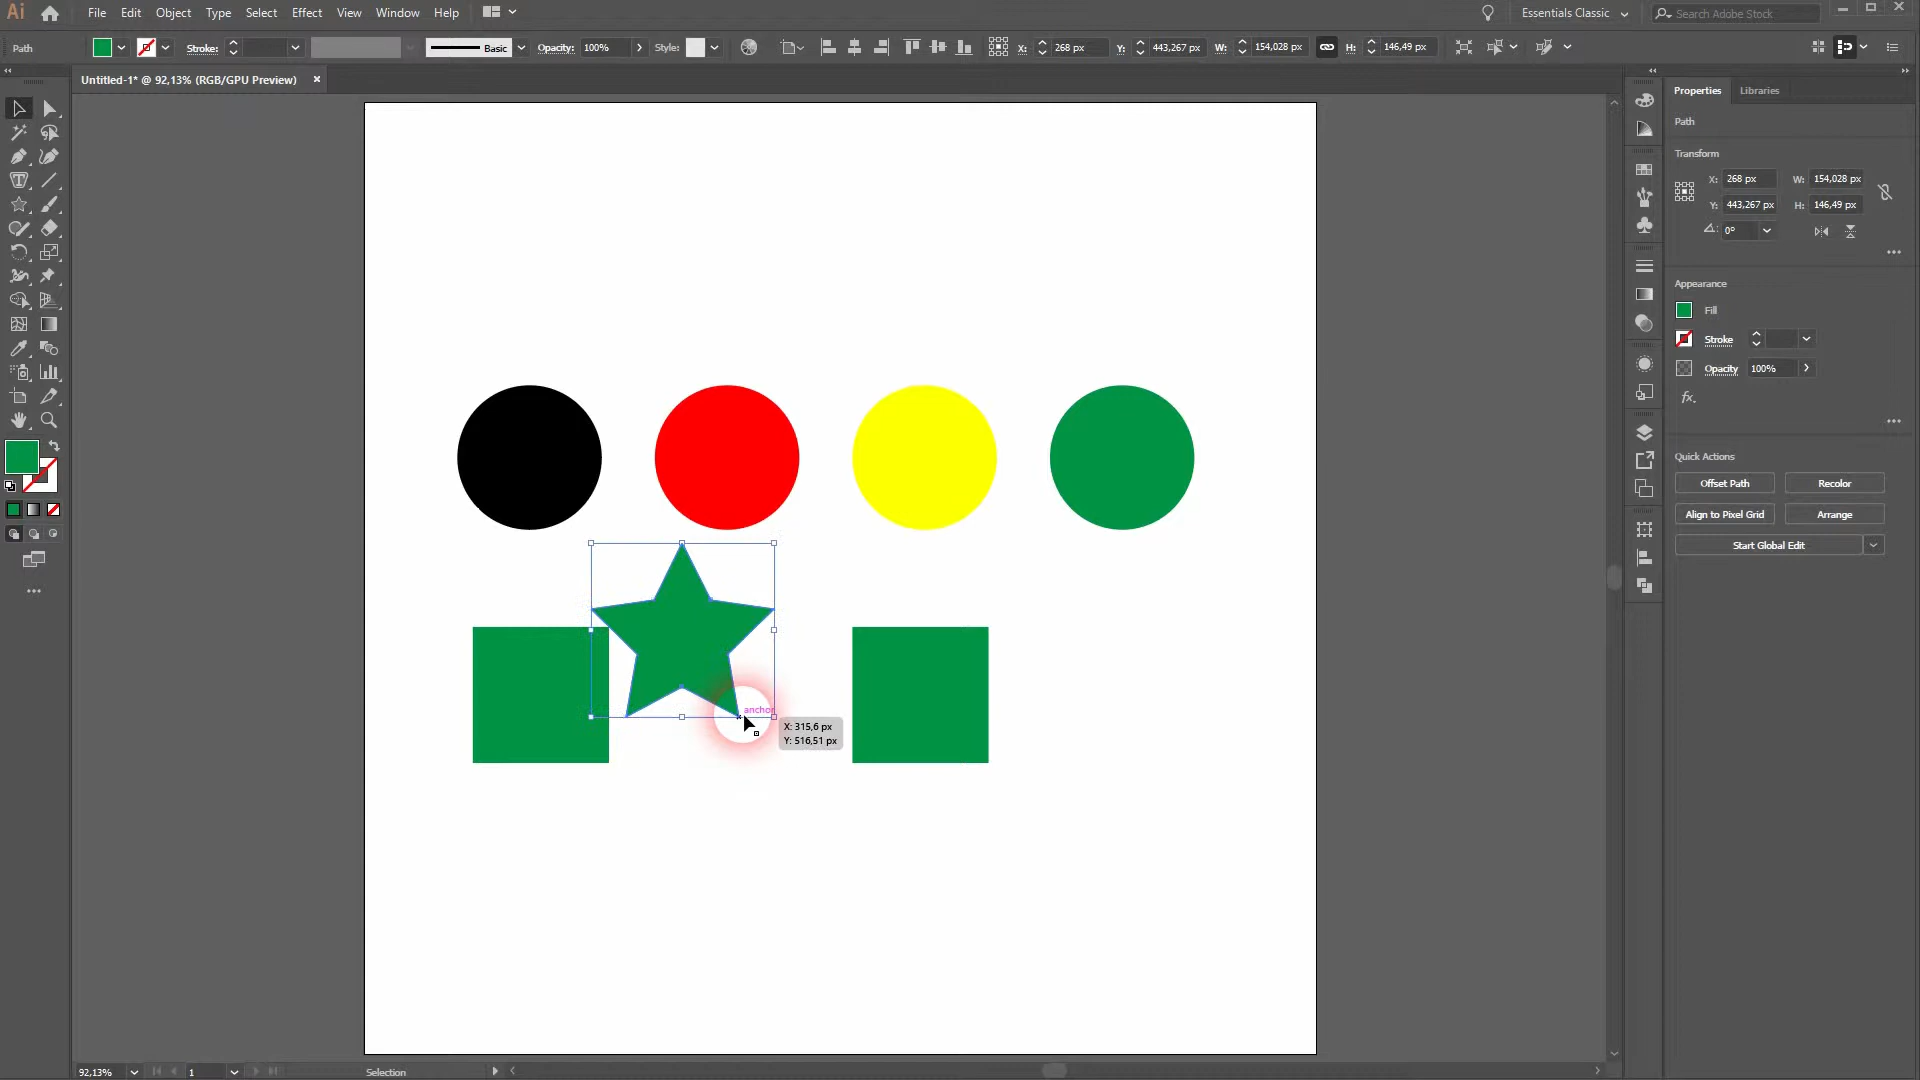 Ai File Edit Object Type Select Effect View Window Help Essentials Classic Search Adobe Stock
Path Stroke: Basic Opacity: 100% Style: X: 268 px Y: 443,267 px W: 154,028 px H: 146,49 px
Untitled-1* @ 92,13% (RGB/GPU Preview)
Properties Libraries
Path
Transform
X: 268 px W: 154,028 px
Y: 443,267 px H: 146,49 px
0°
Appearance
Fill
Stroke
Opacity 100%
fx.
Quick Actions
Offset Path Recolor
Align to Pixel Grid Arrange
Start Global Edit
anchor
X: 315,6 px
Y: 516,51 px
92,13% 1 Selection